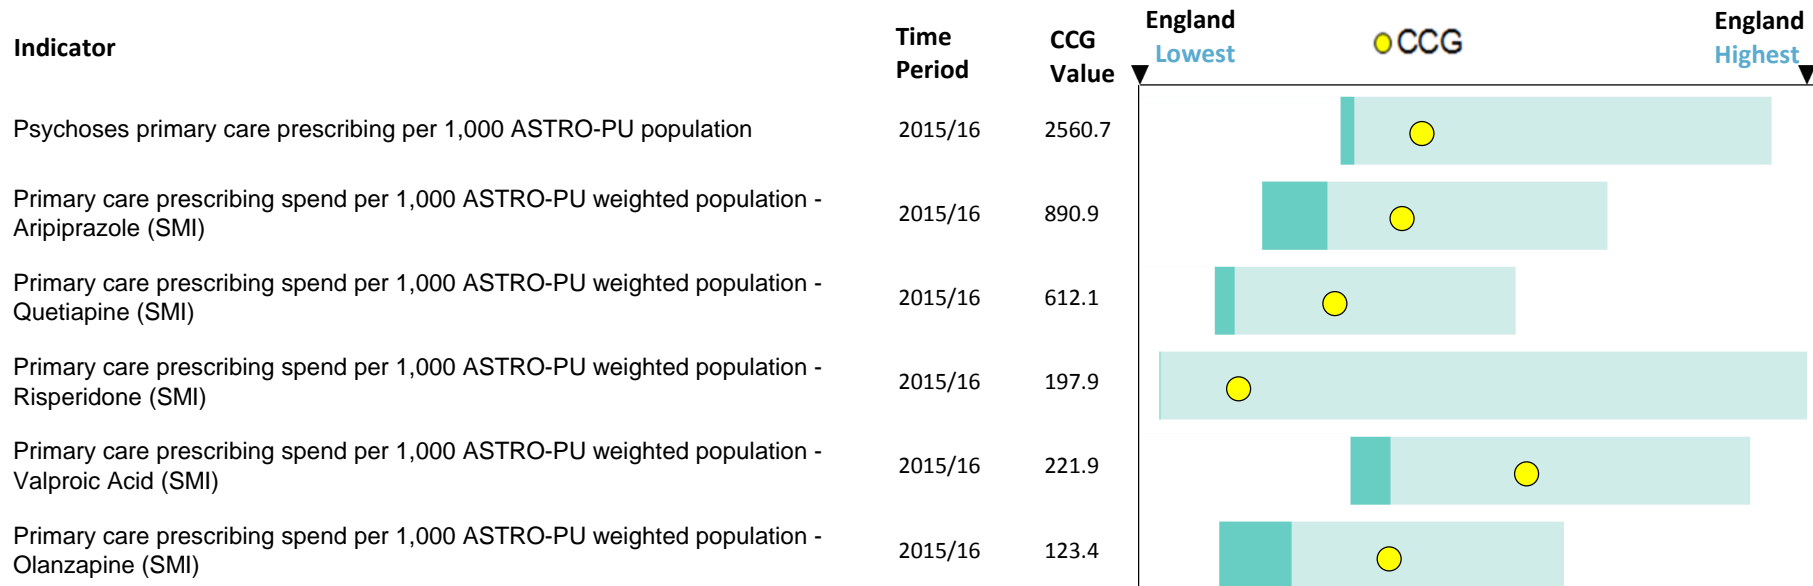 Indicator
Time
Period
CCG
Value
England
Lowest
CCG
England
Highest
Psychoses primary care prescribing per 1,000 ASTRO-PU population
2015/16
2560.7
Primary care prescribing spend per 1,000 ASTRO-PU weighted population -
Aripiprazole (SMI)
2015/16
890.9
Primary care prescribing spend per 1,000 ASTRO-PU weighted population -
Quetiapine (SMI)
2015/16
612.1
Primary care prescribing spend per 1,000 ASTRO-PU weighted population -
Risperidone (SMI)
2015/16
197.9
Primary care prescribing spend per 1,000 ASTRO-PU weighted population -
Valproic Acid (SMI)
2015/16
221.9
Primary care prescribing spend per 1,000 ASTRO-PU weighted population -
Olanzapine (SMI)
2015/16
123.4